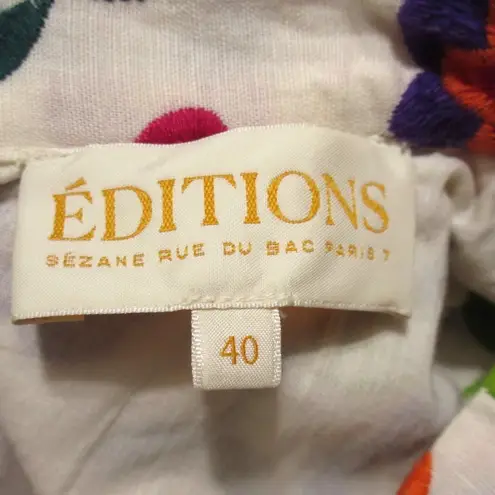 ÉDITIONS
SÉZANE RUE DU BAC PARIS 7
40